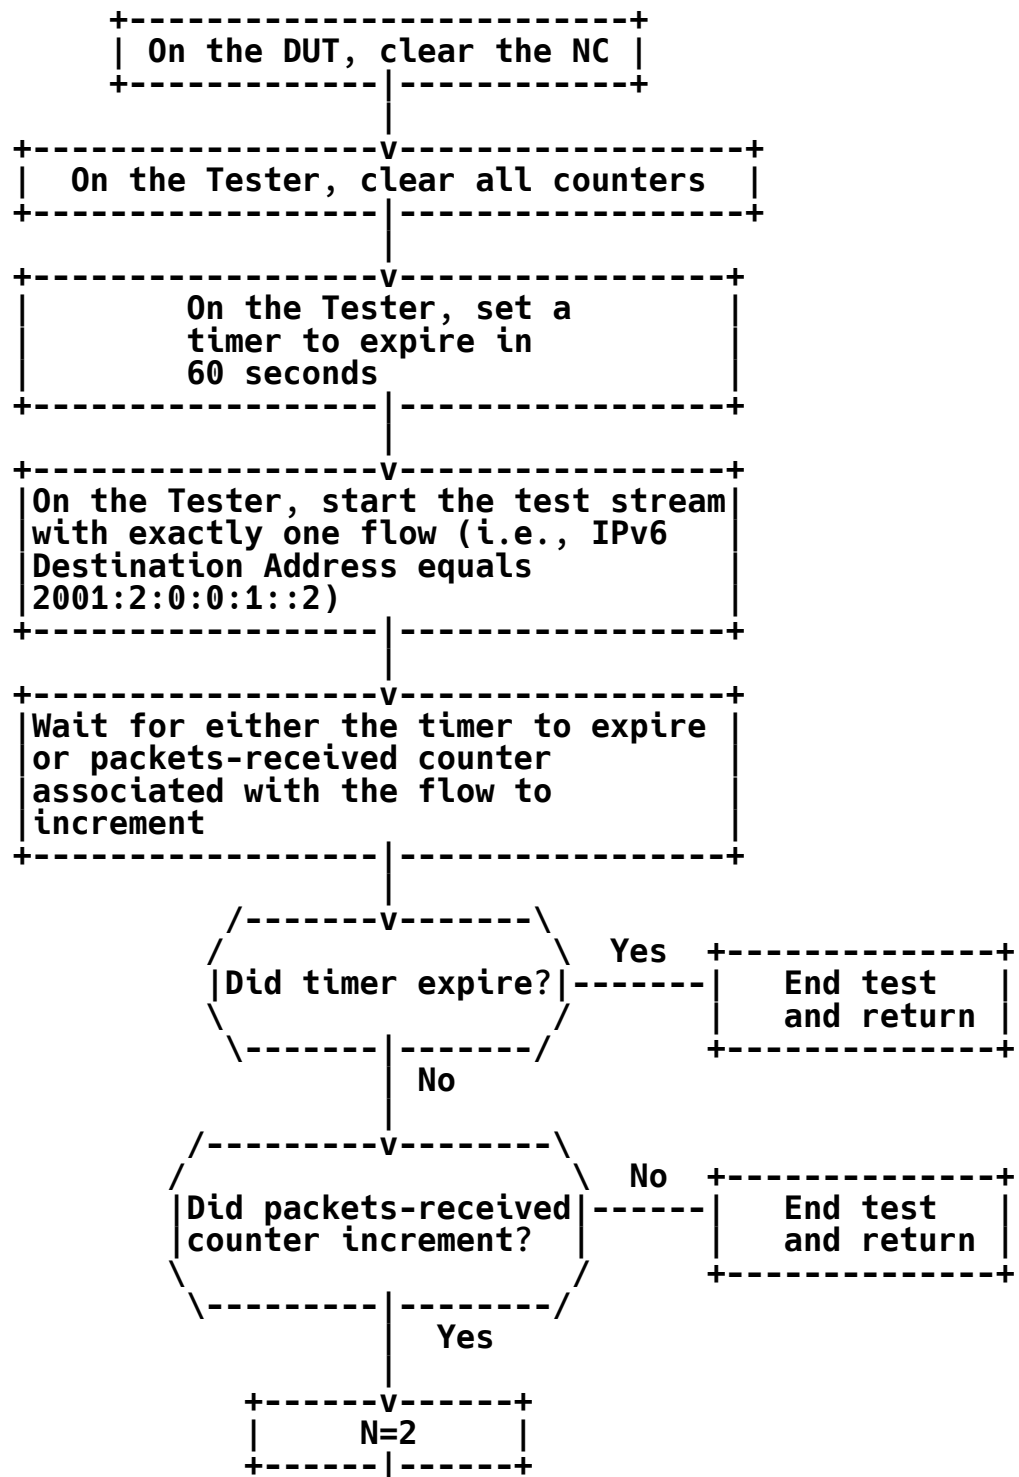 On the DUT, clear the NC
On the Tester, clear all counters
On the Tester, set a
timer to expire in
60 seconds
On the Tester, start the test stream
with exactly one flow (i.e., IPv6
Destination Address equals
2001:2:0:0:1::2)
Wait for either the timer to expire
or packets-received counter
associated with the flow to
increment
Did timer expire?
Yes
End test
and return
No
Did packets-received
counter increment?
No
End test
and return
Yes
N=2